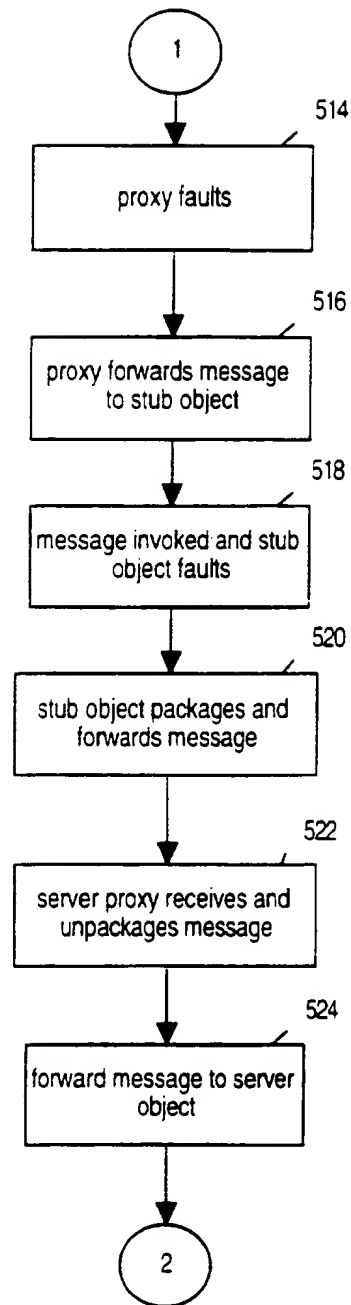 1
514
proxy faults
516
proxy forwards message
to stub object
518
message invoked and stub
object faults
520
stub object packages and
forwards message
522
server proxy receives and
unpackages message
524
forward message to server
object
2